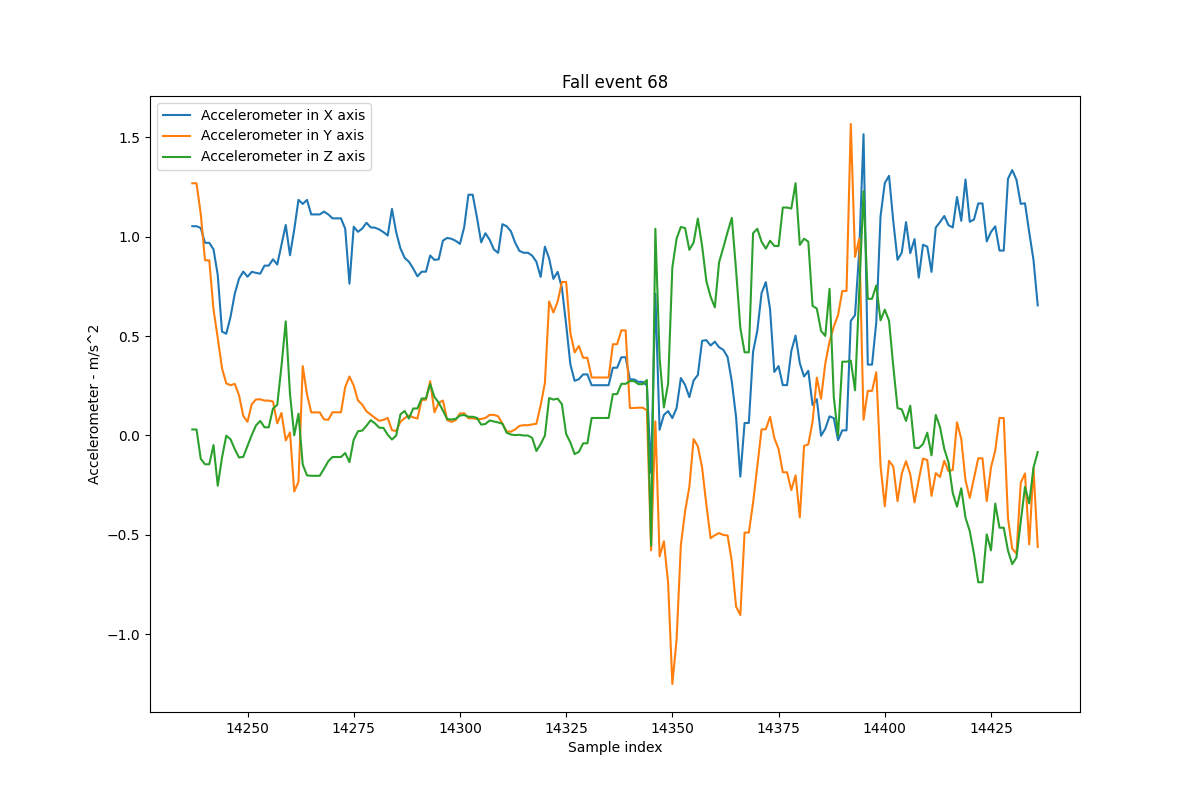 Fall event 68
Accelerometer in X axis
Accelerometer in Y axis
Accelerometer in Z axis
1.5
1.0
0.5
0.0
−0.5
−1.0
Accelerometer - m/s^2
14250 14275 14300 14325 14350 14375 14400 14425
Sample index